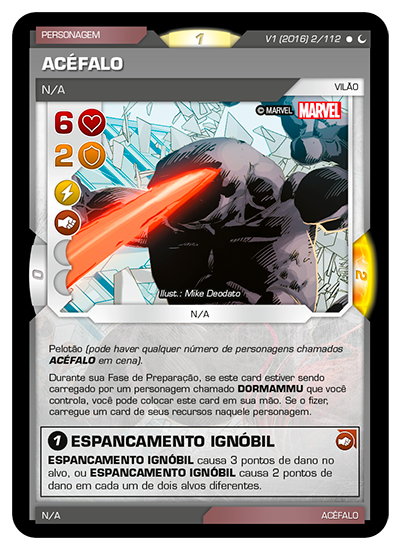 PERSONAGEM
1
V1 (2016) 2/112
ACÉFALO
N/A
VILÃO
© MARVEL MARVEL
6
2
0
2
Illust.: Mike Deodato
N/A
Pelotão (pode haver qualquer número de personagens chamados
ACÉFALO em cena).
Durante sua Fase de Preparação, se este card estiver sendo
carregado por um personagem chamado DORMAMMU que você
controla, você pode colocar este card em sua mão. Se o fizer,
carregue um card de seus recursos naquele personagem.
1 ESPANCAMENTO IGNÓBIL
ESPANCAMENTO IGNÓBIL causa 3 pontos de dano no
alvo, ou ESPANCAMENTO IGNÓBIL causa 2 pontos de
dano em cada um de dois alvos diferentes.
N/A
ACÉFALO